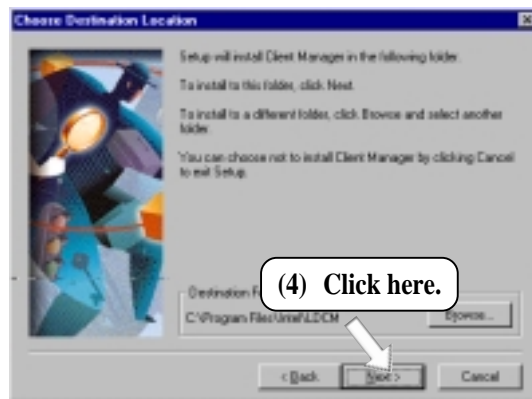 Choose Destination Location
Setup will install Client Manager in the following folder.
To install to this folder, click Next.
To install to a different folder, click Browse and select another
folder.
You can choose not to install Client Manager by clicking Cancel
to exit Setup.
(4) Click here.
Destination
C:\Program Files\Intel\LDCM
Browse...
< Back
Next >
Cancel